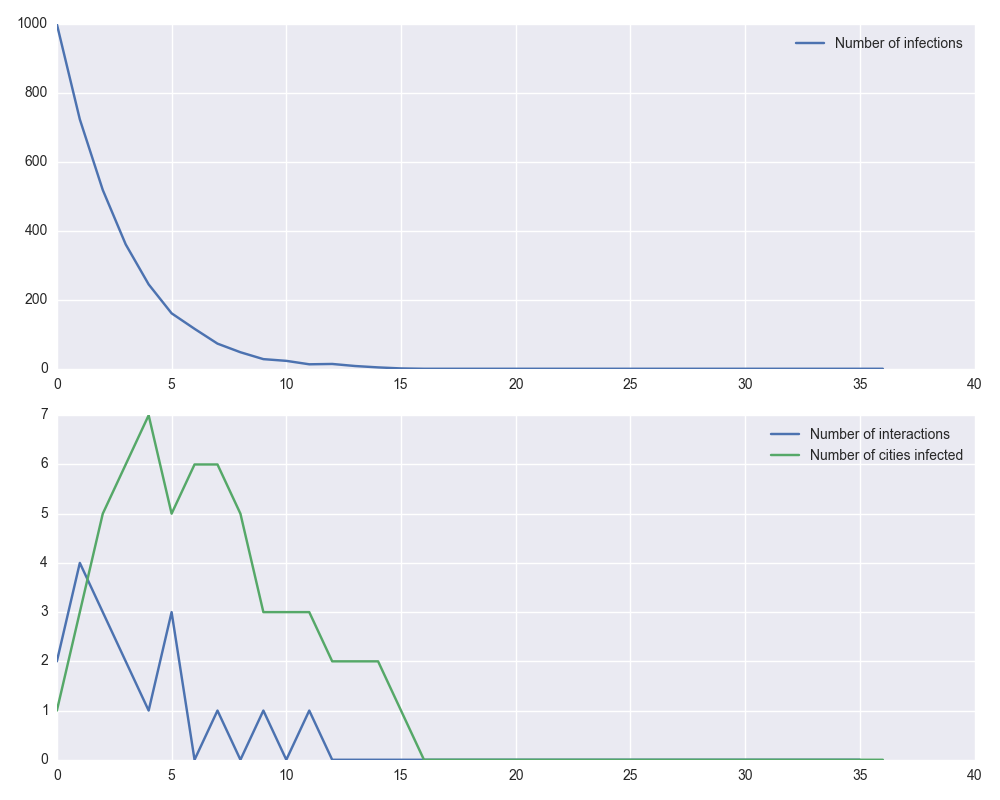 1000
Number of infections
800
600
400
200
0
0 5 10 15 20 25 30 35 40
7
Number of interactions
Number of cities infected
6
5
4
3
2
1
0
0 5 10 15 20 25 30 35 40